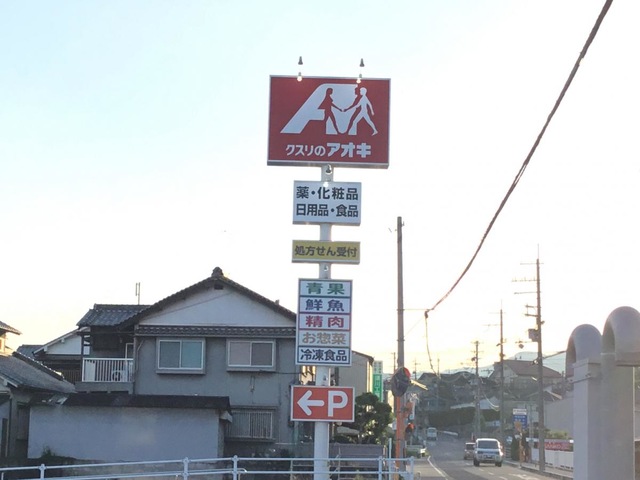 クスリのアオキ
薬・化粧品
日用品・食品
処方せん受付
青果
鮮魚
精肉
お惣菜
冷凍食品
←P